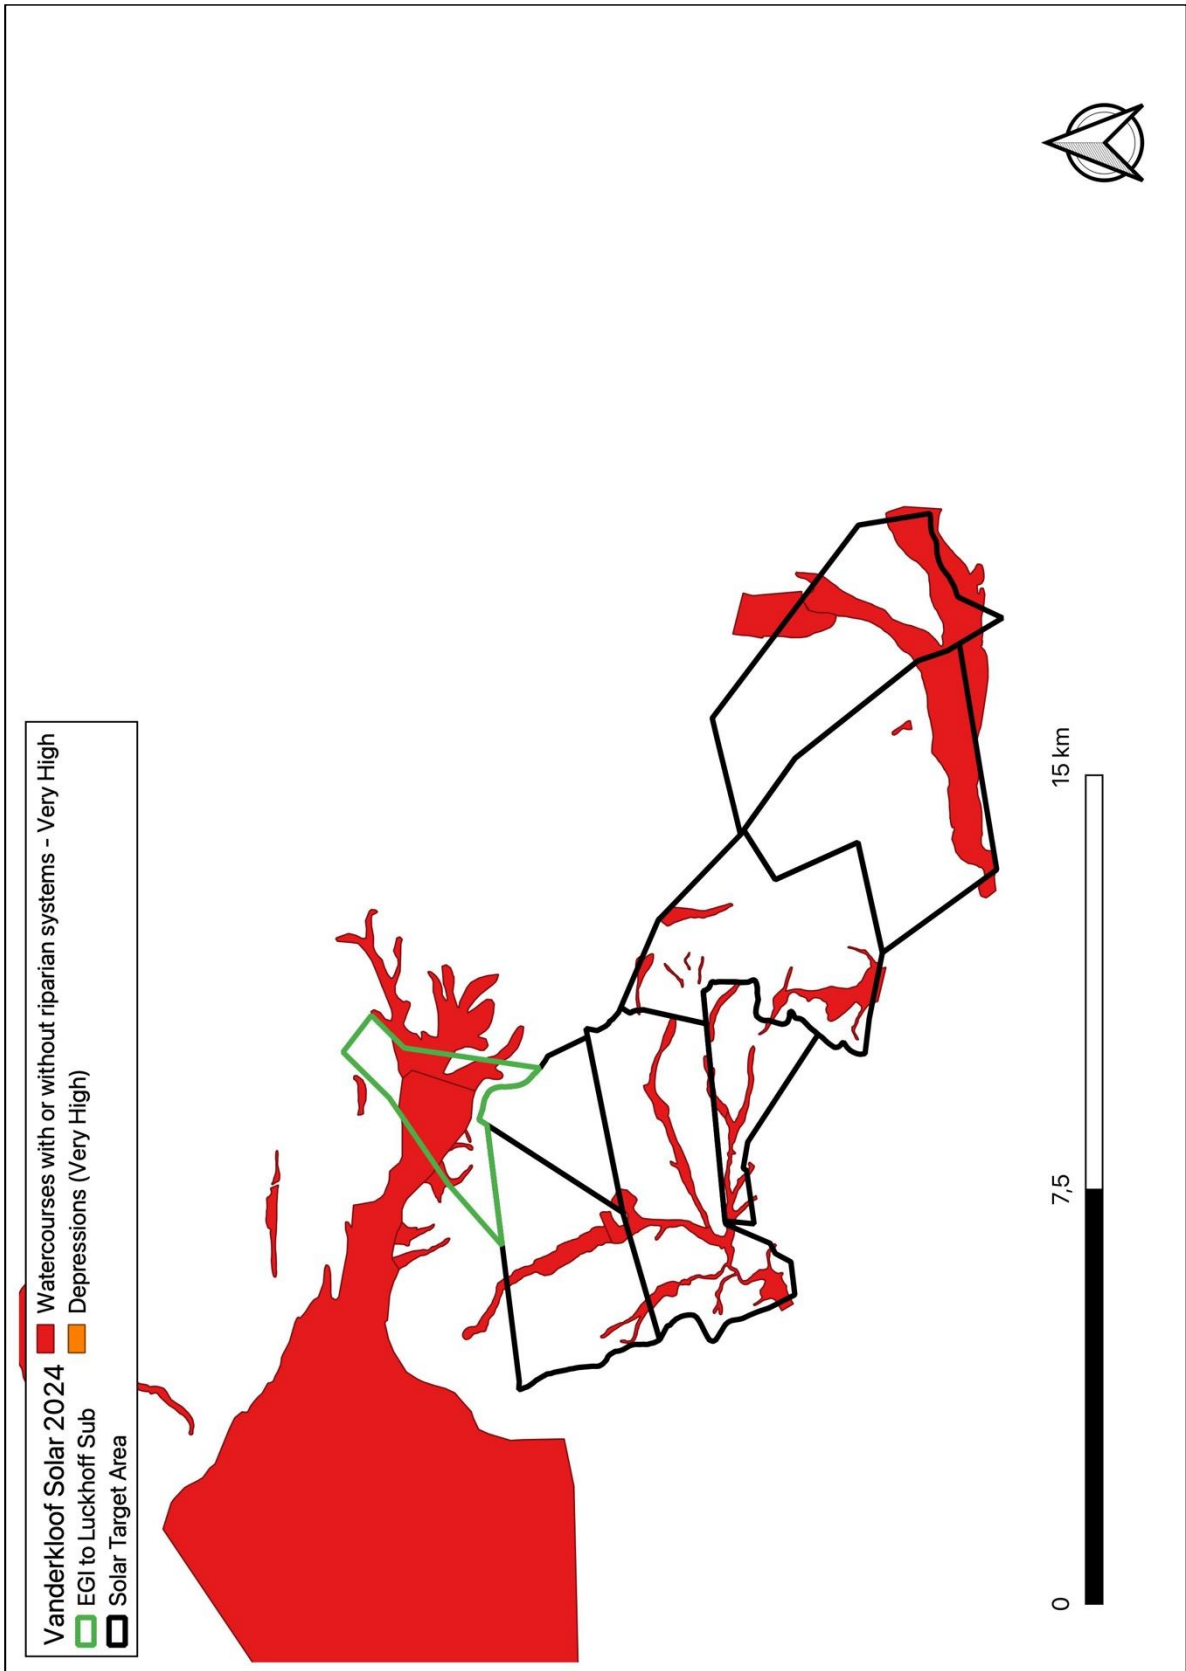 Vanderkloof Solar 2024
EGI to Luckhoff Sub
Solar Target Area
Watercourses with or without riparian systems - Very High
Depressions (Very High)
0
7,5
15 km